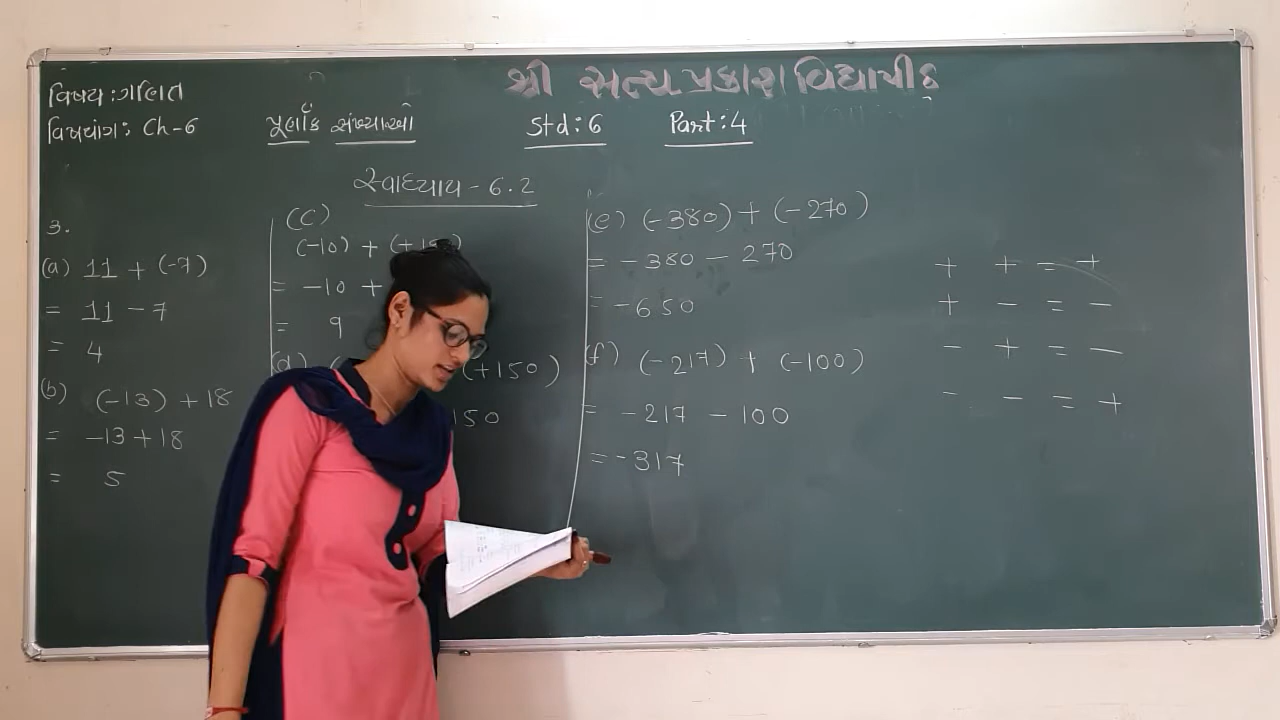 શ્રી સત્ય પ્રકાશ વિદ્યાપીઠ
વિષય : ગણિત
વિષયાંગ : Ch-6 પૂર્ણાંક સંખ્યાઓ Std : 6 Part : 4
સ્વાધ્યાય - 6.2
3.
(a) 11 + (-7)
= 11 - 7
= 4
(b) (-13) + 18
= -13 + 18
= 5
(c)
(-10) + (+19)
= -10 +
= 9
(d) (+150)
150
(e) (-380) + (-270)
= -380 - 270
= -650
(f) (-217) + (-100)
= -217 - 100
= -317
+ + = +
+ - = -
- + = -
- - = +